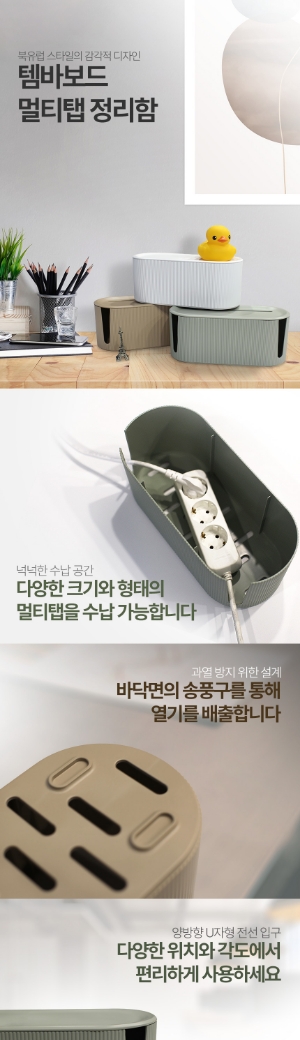 북유럽 스타일의 감각적 디자인
템바보드
멀티탭 정리함
넉넉한 수납 공간
다양한 크기와 형태의
멀티탭을 수납 가능합니다
과열 방지 위한 설계
바닥면의 송풍구를 통해
열기를 배출합니다
양방향 U자형 전선 입구
다양한 위치와 각도에서
편리하게 사용하세요